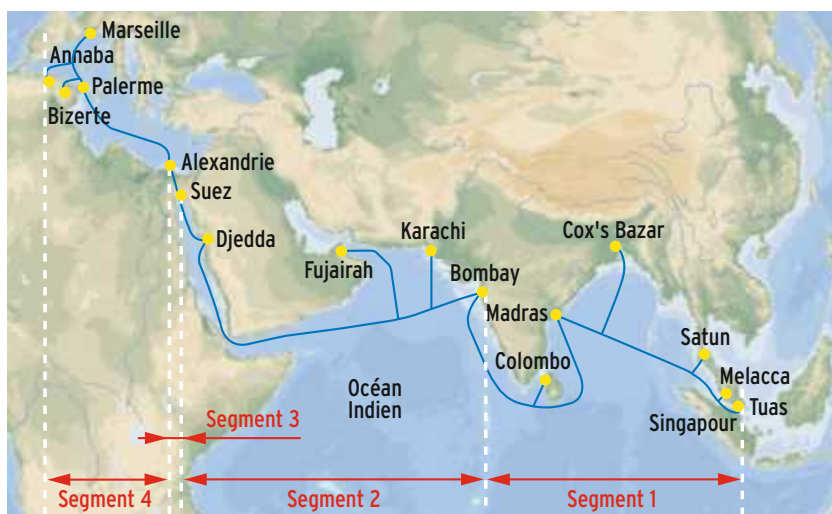 Marseille
Annaba
Palerme
Bizerte
Alexandrie
Suez
Djedda
Karachi
Cox's Bazar
Fujairah
Bombay
Madras
Satun
Colombo
Melacca
Océan
Indien
Tuas
Singapour
Segment 3
Segment 4
Segment 2
Segment 1